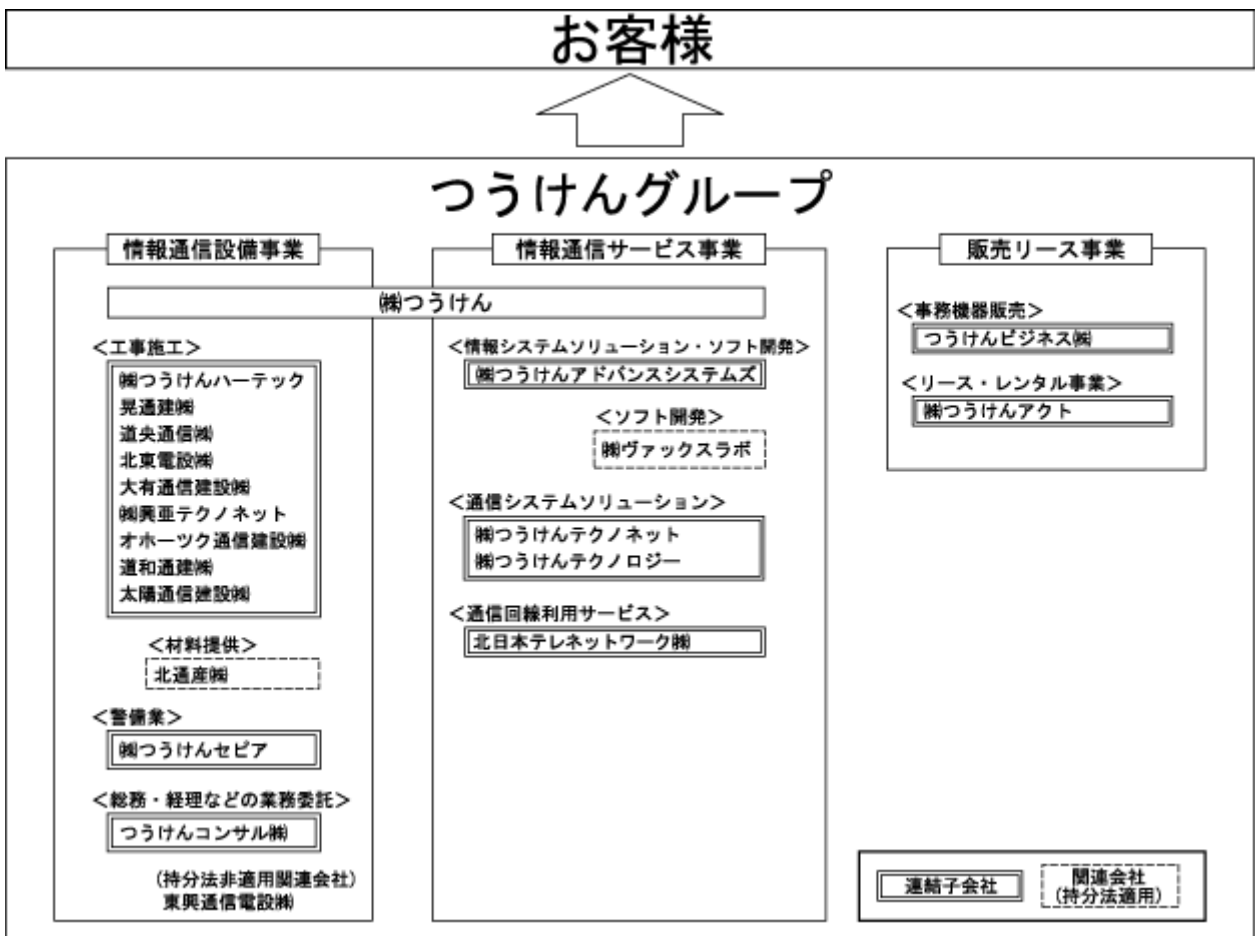 お客様
つうけんグループ
情報通信設備事業
㈱つうけん
<工事施工>
㈱つうけんハーテック
晃通建㈱
道央通信㈱
北東電設㈱
大有通信建設㈱
㈱興亜テクノネット
オホーツク通信建設㈱
道和通建㈱
太陽通信建設㈱
<材料提供>
北通産㈱
<警備業>
㈱つうけんセピア
<総務・経理などの業務委託>
つうけんコンサル㈱
(持分法非適用関連会社)
東興通信電設㈱
情報通信サービス事業
<情報システムソリューション・ソフト開発>
㈱つうけんアドバンスシステムズ
<ソフト開発>
㈱ヴァックスラボ
<通信システムソリューション>
㈱つうけんテクノネット
㈱つうけんテクノロジー
<通信回線利用サービス>
北日本テレネットワーク㈱
販売リース事業
<事務機器販売>
つうけんビジネス㈱
<リース・レンタル事業>
㈱つうけんアクト
連結子会社
関連会社
(持分法適用)